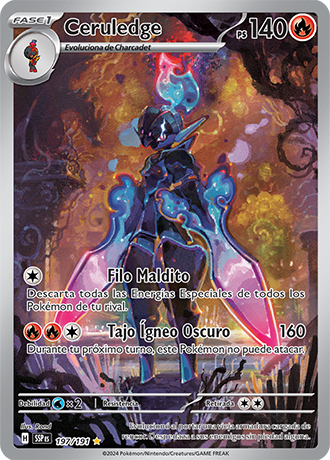 FASE 1
Ceruledge
PS 140
Evoluciona de Charcadet
Filo Maldito
Descarta todas las Energías Especiales de todos los
Pokémon de tu rival.
Tajo Ígneo Oscuro 160
Durante tu próximo turno, este Pokémon no puede atacar.
Debilidad x2 Resistencia Retirada
Ilus. Rond
Evolucionó al portar una vieja armadura cargada de
rencor. Despedaza a sus enemigos sin piedad alguna.
H SSP ES 197/191
©2024 Pokémon/Nintendo/Creatures/GAME FREAK